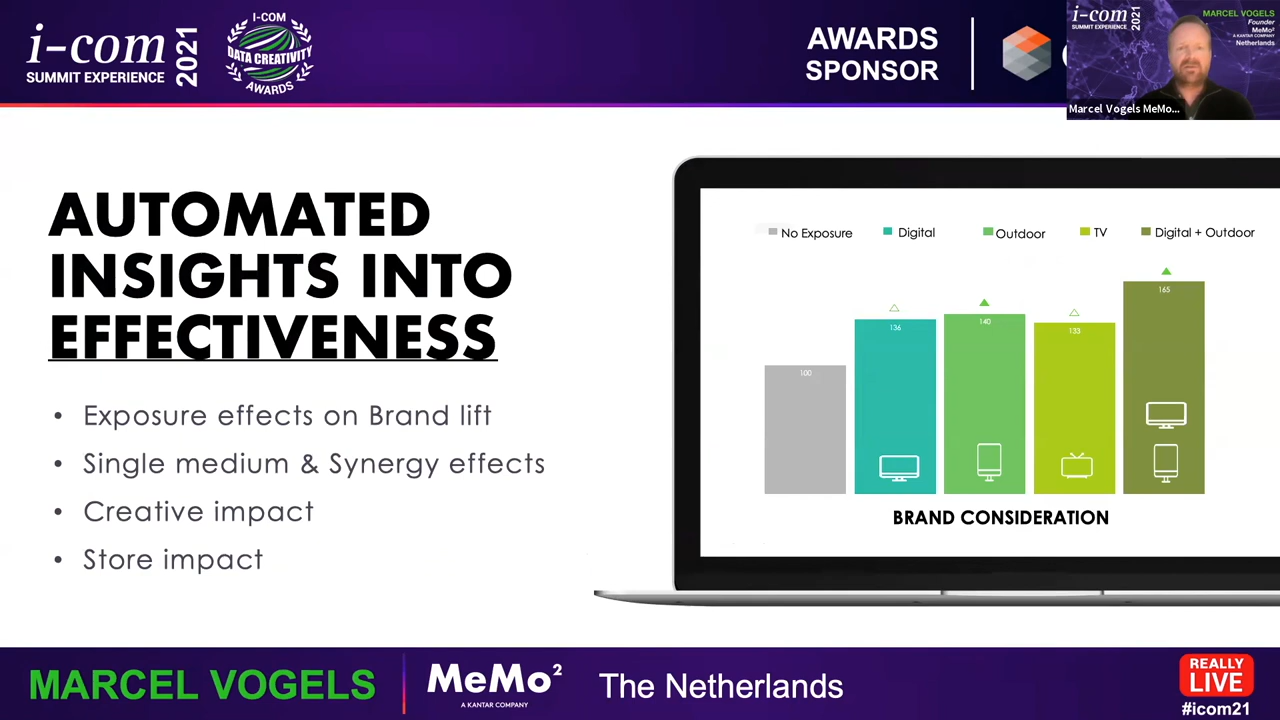 i-com
SUMMIT EXPERIENCE
2021
I-COM
DATA CREATIVITY
AWARDS
AWARDS
SPONSOR
i-com
SUMMIT EXPERIENCE
2021
MARCEL VOGELS
Founder
MeMo²
A KANTAR COMPANY
Netherlands
Marcel Vogels MeMo...
AUTOMATED
INSIGHTS INTO
EFFECTIVENESS
• Exposure effects on Brand lift
• Single medium & Synergy effects
• Creative impact
• Store impact
No Exposure
Digital
Outdoor
TV
Digital + Outdoor
100
136
140
133
165
BRAND CONSIDERATION
MARCEL VOGELS
MeMo²
A KANTAR COMPANY
The Netherlands
REALLY
LIVE
#icom21